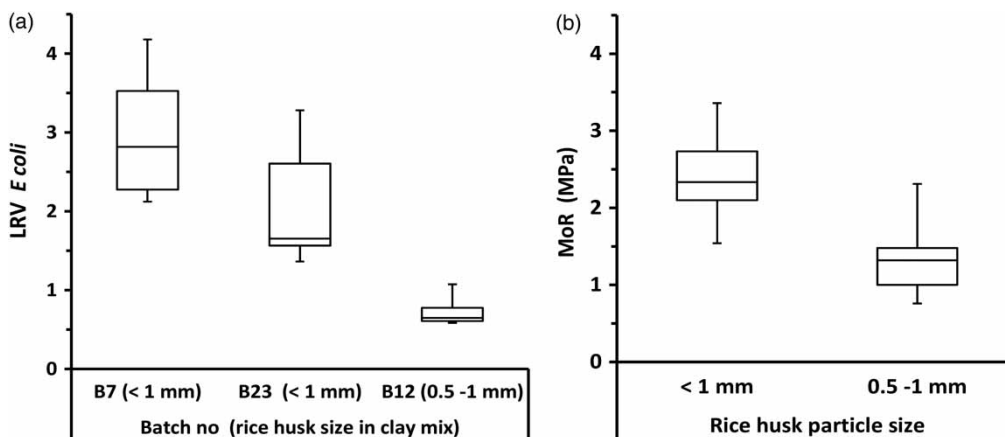 (a)
LRV E coli
4
3
2
1
0
B7 (< 1 mm) B23 (< 1 mm) B12 (0.5 -1 mm)
Batch no (rice husk size in clay mix)
(b)
MoR (MPa)
4
3
2
1
0
< 1 mm 0.5 -1 mm
Rice husk particle size